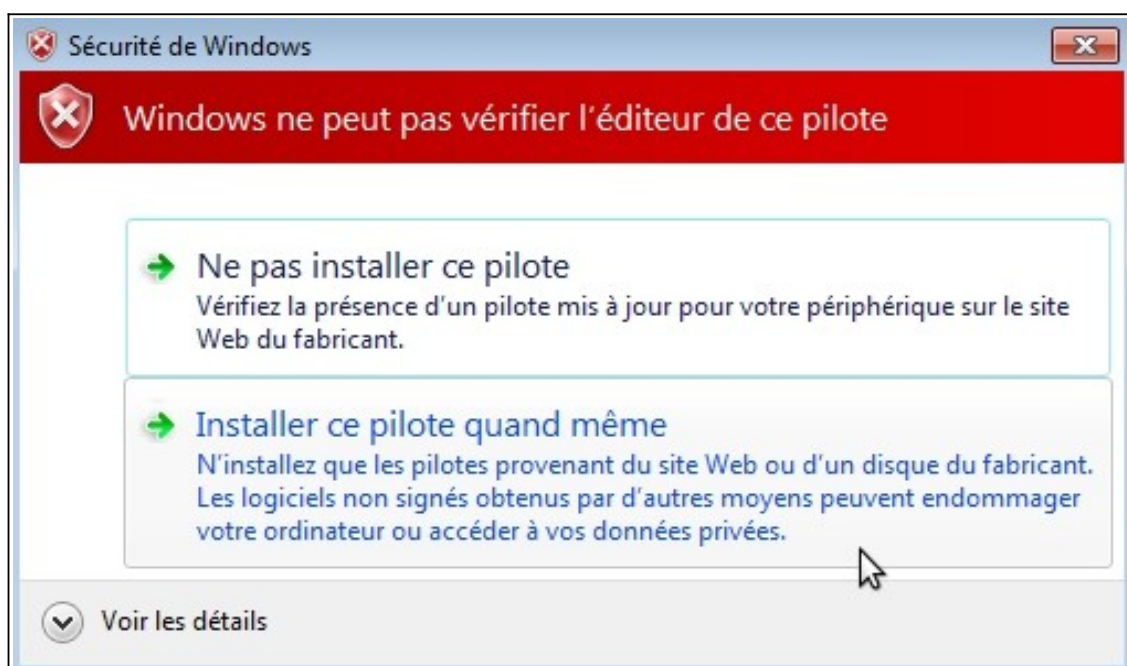 Sécurité de Windows
Windows ne peut pas vérifier l’éditeur de ce pilote
Ne pas installer ce pilote
Vérifiez la présence d’un pilote mis à jour pour votre périphérique sur le site
Web du fabricant.
Installer ce pilote quand même
N’installez que les pilotes provenant du site Web ou d’un disque du fabricant.
Les logiciels non signés obtenus par d’autres moyens peuvent endommager
votre ordinateur ou accéder à vos données privées.
Voir les détails